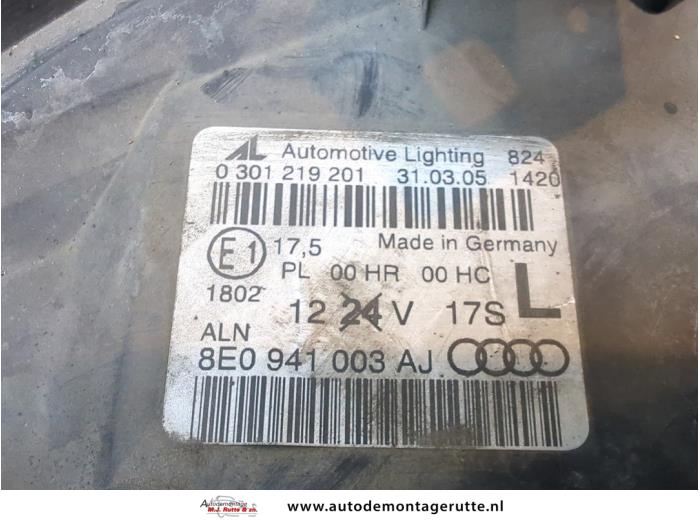 AL Automotive Lighting 824
0 301 219 201 31.03.05 1420
E1 17,5 Made in Germany
PL 00 HR 00 HC L
1802
12 24 V 17S
ALN
8E0 941 003 AJ
Autodemontage
M.J. Rutte & zn.
www.autodemontagerutte.nl